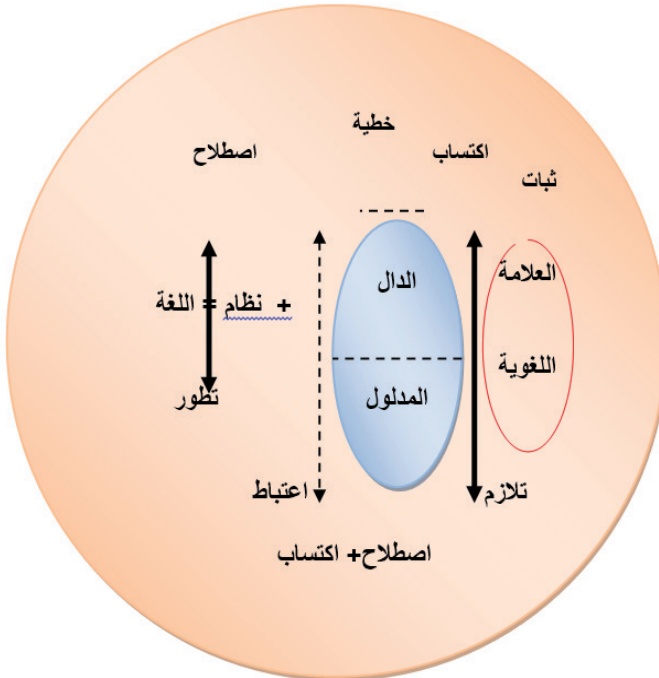 خطية
اكتساب
اصطلاح
ثبات
العلامة
الدال
+ نظام = اللغة
اللغوية
المدلول
تطور
تلازم
اعتباط
اصطلاح+ اكتساب